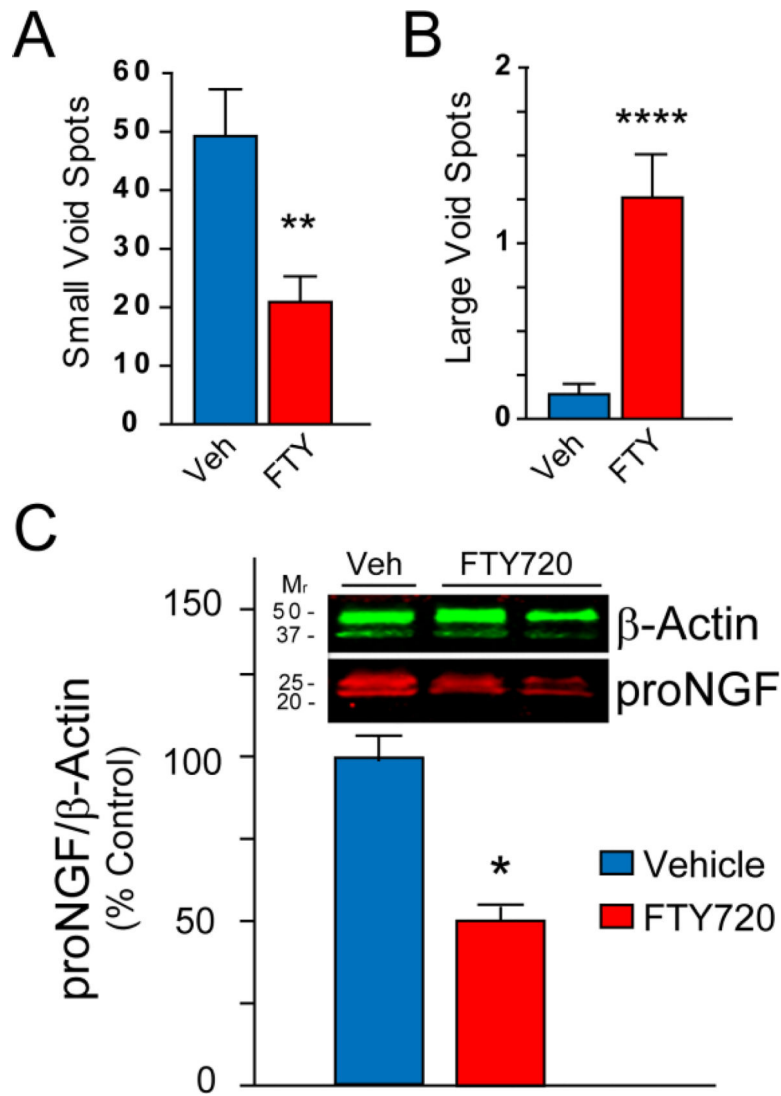 A
Small Void Spots
60
50
40
30
20
10
0
**
Veh
FTY
B
Large Void Spots
2
1
0
****
Veh
FTY
C
proNGF/β-Actin
(% Control)
150
100
50
0
Veh
FTY720
Mr
50 -
37 -
β-Actin
25 -
20 -
proNGF
*
Vehicle
FTY720